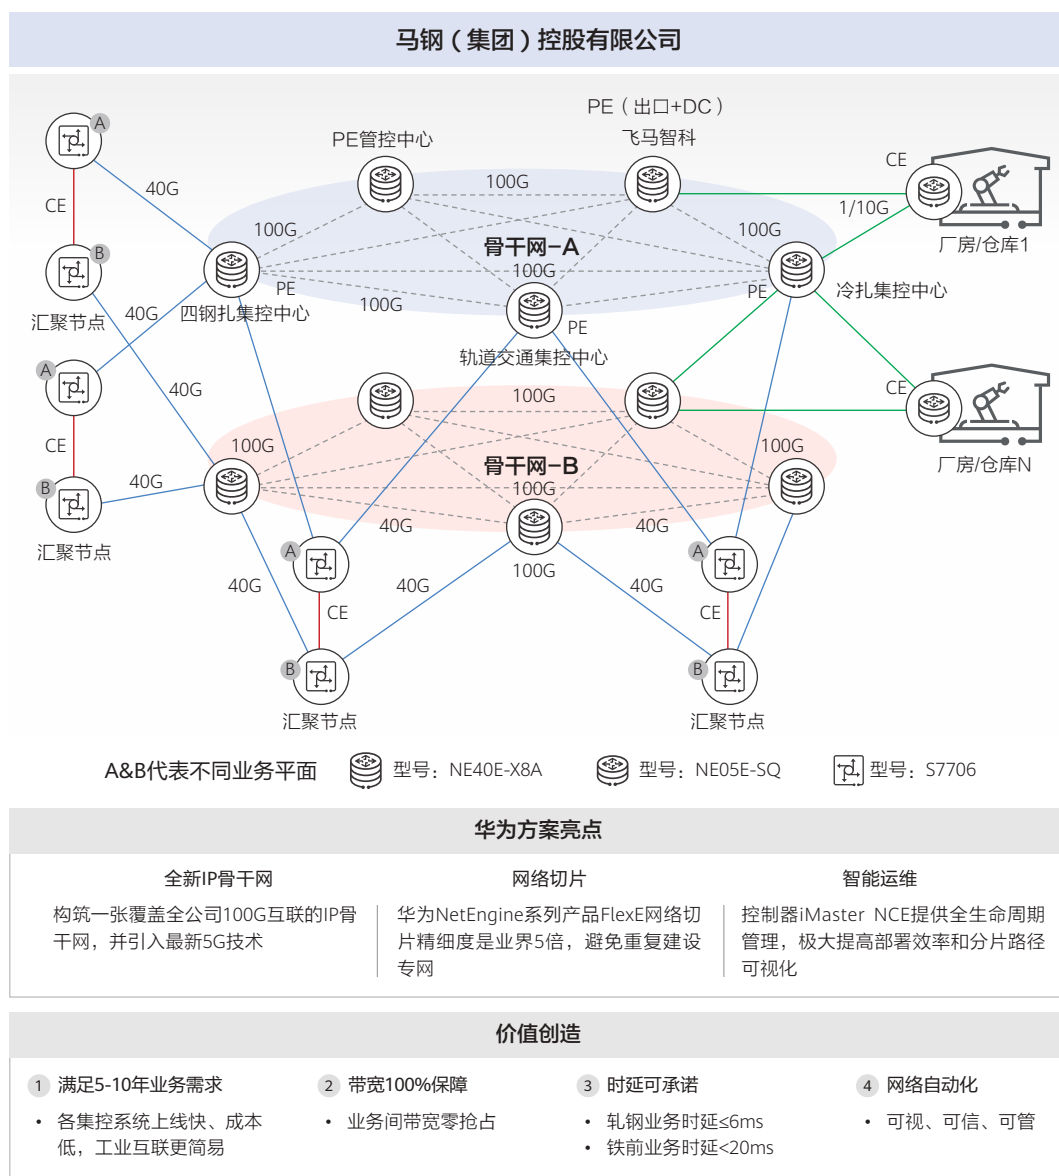 马钢（集团）控股有限公司
PE（出口+DC）
飞马智科
PE管控中心
A
CE
40G
100G
100G
CE
1/10G
厂房/仓库1
B
汇聚节点
100G
骨干网-A
100G
100G
PE
四钢扎集控中心
100G
PE
冷扎集控中心
PE
轨道交通集控中心
40G
A
CE
B
汇聚节点
40G
40G
100G
100G
骨干网-B
100G
100G
CE
厂房/仓库N
40G
40G
100G
A
CE
B
汇聚节点
40G
40G
40G
A
CE
B
汇聚节点
A&B代表不同业务平面
型号：NE40E-X8A
型号：NE05E-SQ
型号：S7706
华为方案亮点
全新IP骨干网
构筑一张覆盖全公司100G互联的IP骨
干网，并引入最新5G技术
网络切片
华为NetEngine系列产品FlexE网络切
片精细度是业界5倍，避免重复建设
专网
智能运维
控制器iMaster NCE提供全生命周期
管理，极大提高部署效率和分片路径
可视化
价值创造
1 满足5-10年业务需求
• 各集控系统上线快、成本
低，工业互联更简易
2 带宽100%保障
• 业务间带宽零抢占
3 时延可承诺
• 轧钢业务时延≤6ms
• 铁前业务时延<20ms
4 网络自动化
• 可视、可信、可管